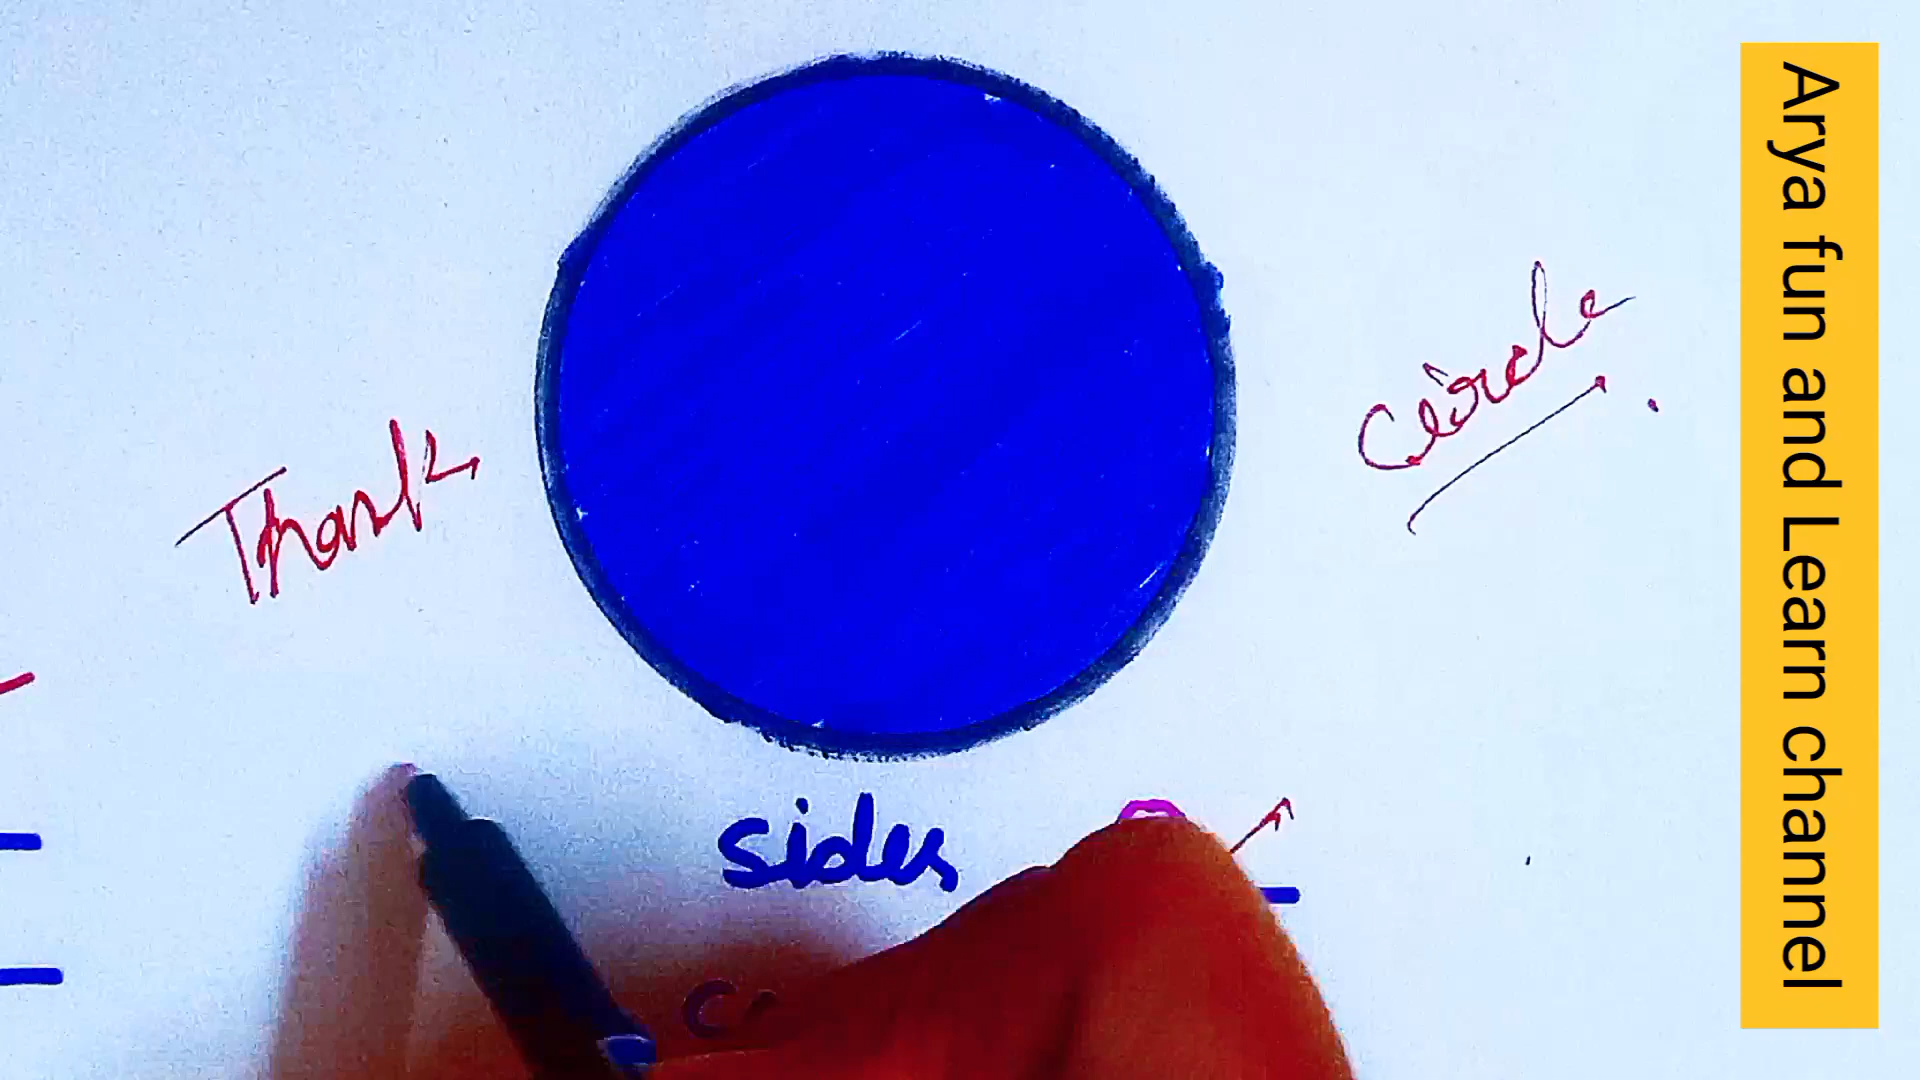 Thank
Circle
sides
Arya fun and Learn channel